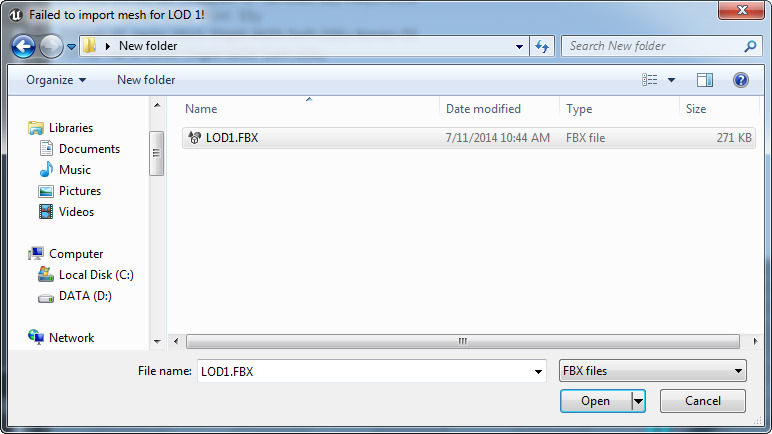 Failed to import mesh for LOD 1!
New folder
Search New folder
Organize
New folder
Name
Date modified
Type
Size
Libraries
Documents
Music
Pictures
Videos
Computer
Local Disk (C:)
DATA (D:)
Network
LOD1.FBX
7/11/2014 10:44 AM
FBX file
271 KB
File name:
LOD1.FBX
FBX files
Open
Cancel